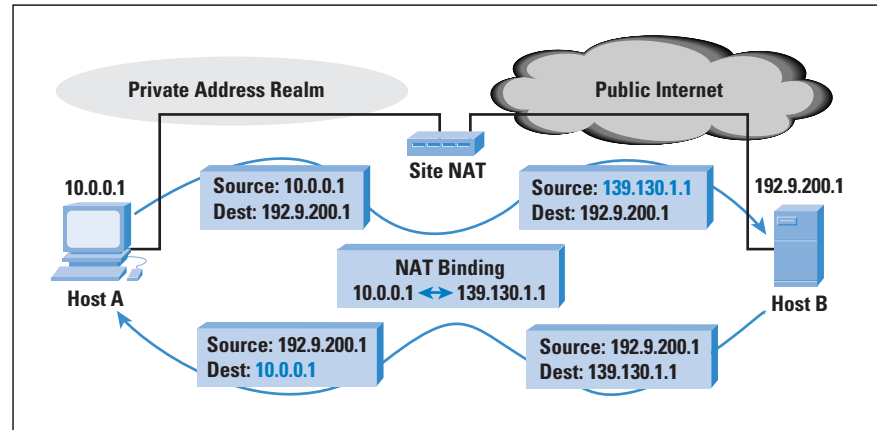 Private Address Realm
Public Internet
Site NAT
10.0.0.1
Source: 10.0.0.1
Dest: 192.9.200.1
Source: 139.130.1.1
Dest: 192.9.200.1
192.9.200.1
NAT Binding
10.0.0.1 139.130.1.1
Host A
Host B
Source: 192.9.200.1
Dest: 10.0.0.1
Source: 192.9.200.1
Dest: 139.130.1.1